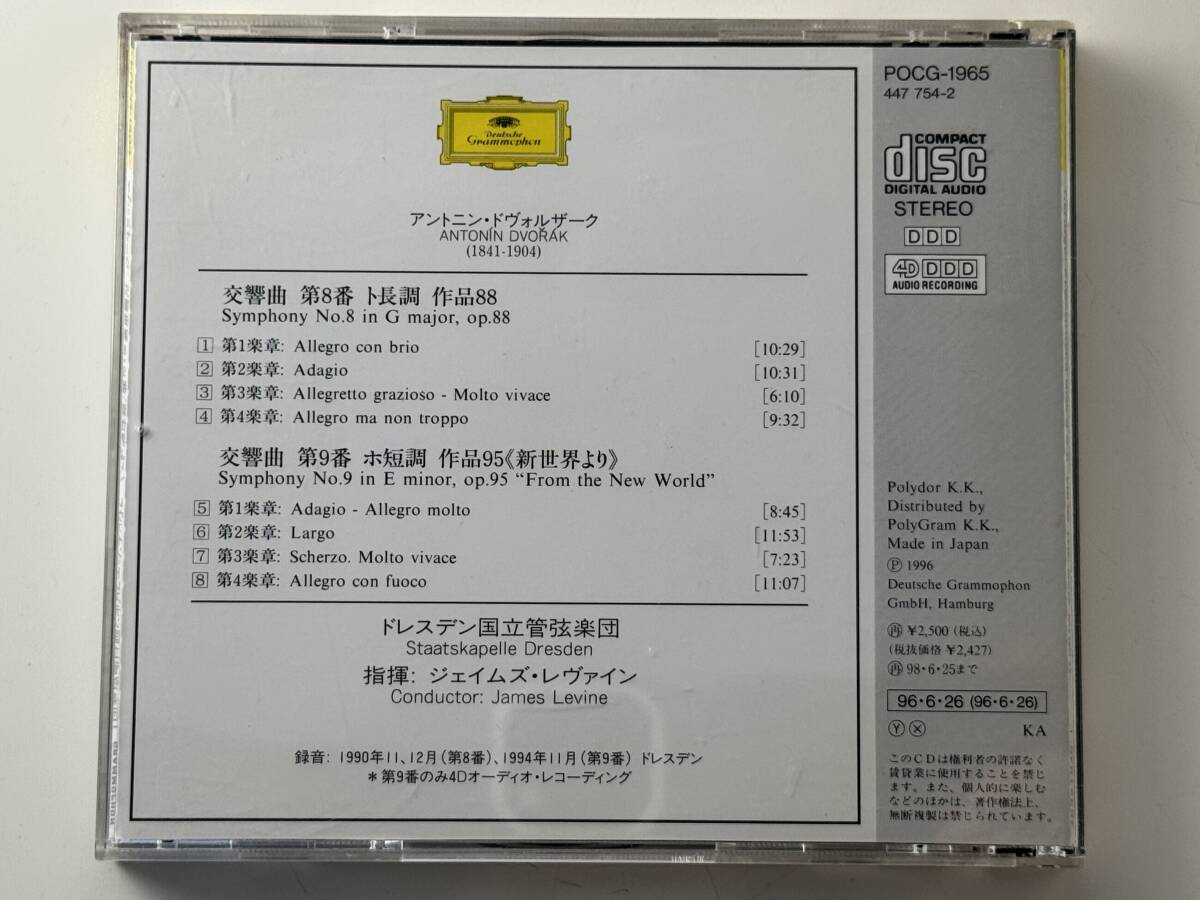 Deutsche
Grammophon
アントニン・ドヴォルザーク
ANTONÍN DVOŘÁK
(1841-1904)
交響曲 第8番 ト長調 作品88
Symphony No.8 in G major, op.88
1 第1楽章: Allegro con brio [10:29]
2 第2楽章: Adagio [10:31]
3 第3楽章: Allegretto grazioso - Molto vivace [6:10]
4 第4楽章: Allegro ma non troppo [9:32]
交響曲 第9番 ホ短調 作品95《新世界より》
Symphony No.9 in E minor, op.95 “From the New World”
5 第1楽章: Adagio - Allegro molto [8:45]
6 第2楽章: Largo [11:53]
7 第3楽章: Scherzo. Molto vivace [7:23]
8 第4楽章: Allegro con fuoco [11:07]
ドレスデン国立管弦楽団
Staatskapelle Dresden
指揮: ジェイムズ・レヴァイン
Conductor: James Levine
録音: 1990年11、12月(第8番)、1994年11月(第9番) ドレスデン
*第9番のみ4Dオーディオ・レコーディング
POCG-1965
447 754-2
COMPACT
disc
DIGITAL AUDIO
STEREO
DDD
4D DDD
AUDIO RECORDING
Polydor K.K.,
Distributed by
PolyGram K.K.,
Made in Japan
Ⓟ 1996
Deutsche Grammophon
GmbH, Hamburg
㊢ ¥2,500 (税込)
(税抜価格 ¥2,427)
98・6・25まで
96・6・26 (96・6・26)
Ⓨ Ⓧ KA
このCDは権利者の許諾なく
賃貸業に使用することを禁じ
ます。また、個人的に楽しむ
などのほかは、著作権法上、
無断複製は禁じられています。